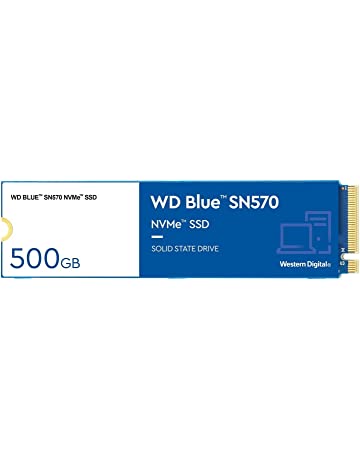 WD BLUE™ SN570 NVMe™ SSD
500GB
WD Blue™ SN570
NVMe™ SSD
SOLID STATE DRIVE
Western Digital®